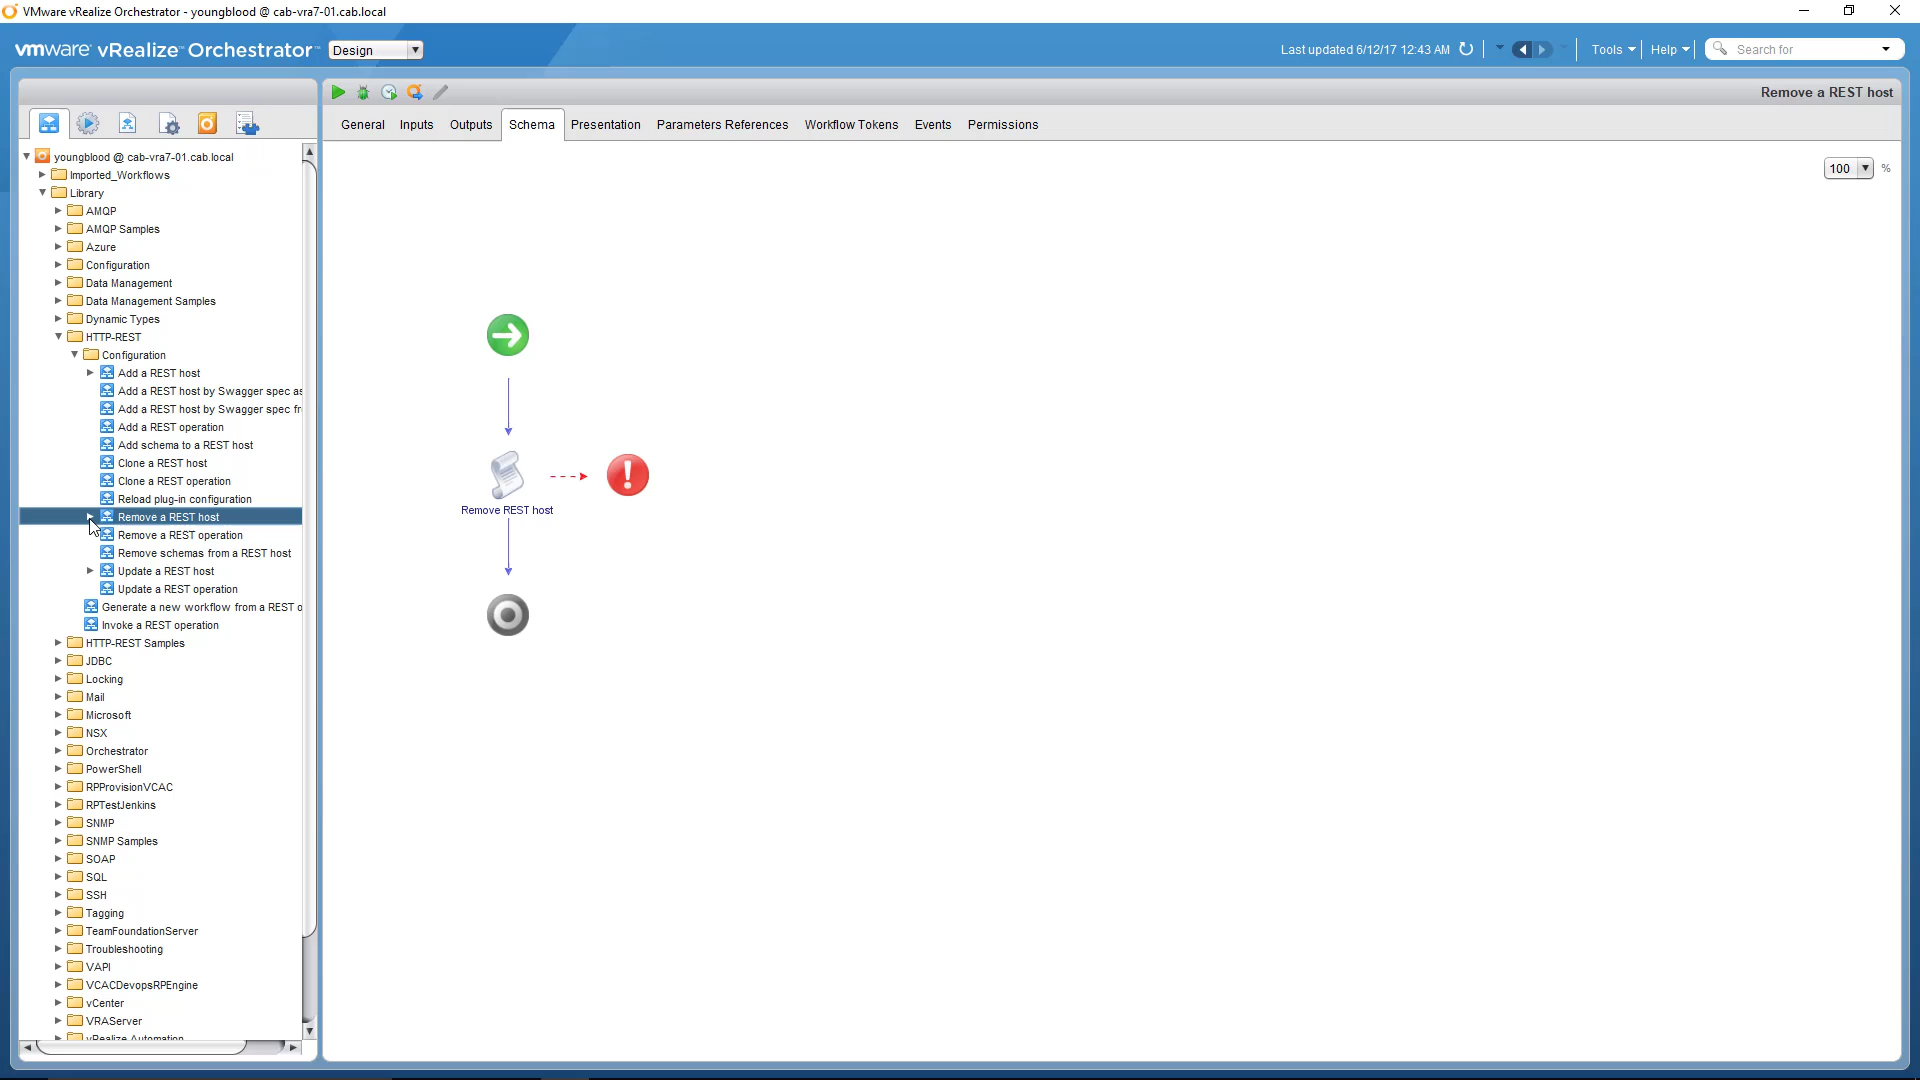 VMware vRealize Orchestrator - youngblood @ cab-vra7-01.cab.local
vmware vRealize Orchestrator
Design
Last updated 6/12/17 12:43 AM
Tools
Help
Search for
Remove a REST host
General Inputs Outputs Schema Presentation Parameters References Workflow Tokens Events Permissions
100 %
youngblood @ cab-vra7-01.cab.local
Imported_Workflows
Library
AMQP
AMQP Samples
Azure
Configuration
Data Management
Data Management Samples
Dynamic Types
HTTP-REST
Configuration
Add a REST host
Add a REST host by Swagger spec as
Add a REST host by Swagger spec fr
Add a REST operation
Add schema to a REST host
Clone a REST host
Clone a REST operation
Reload plug-in configuration
Remove a REST host
Remove a REST operation
Remove schemas from a REST host
Update a REST host
Update a REST operation
Generate a new workflow from a REST o
Invoke a REST operation
HTTP-REST Samples
JDBC
Locking
Mail
Microsoft
NSX
Orchestrator
PowerShell
RPProvisionVCAC
RPTestJenkins
SNMP
SNMP Samples
SOAP
SQL
SSH
Tagging
TeamFoundationServer
Troubleshooting
VAPI
VCACDevopsRPEngine
vCenter
VRAServer
vRealize Automation
Remove REST host